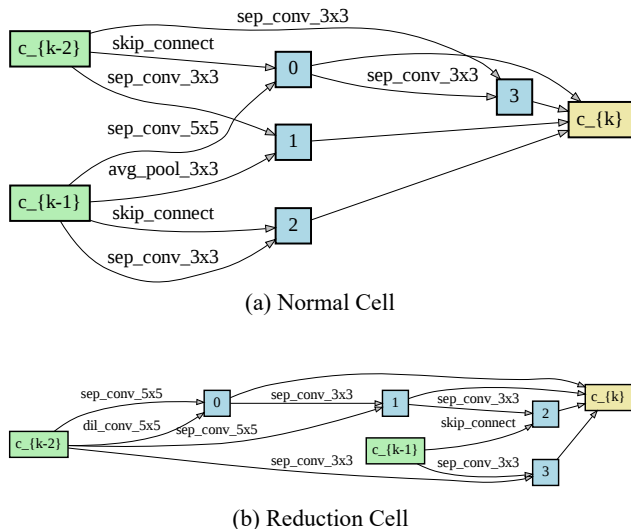 sep_conv_3x3
c_{k-2}
skip_connect
0
sep_conv_3x3
sep_conv_3x3
3
c_{k}
sep_conv_5x5
1
avg_pool_3x3
c_{k-1}
skip_connect
2
sep_conv_3x3
(a) Normal Cell
sep_conv_5x5
0
sep_conv_3x3
1
sep_conv_3x3
c_{k}
dil_conv_5x5
sep_conv_5x5
2
skip_connect
c_{k-2}
c_{k-1}
sep_conv_3x3
sep_conv_3x3
3
(b) Reduction Cell